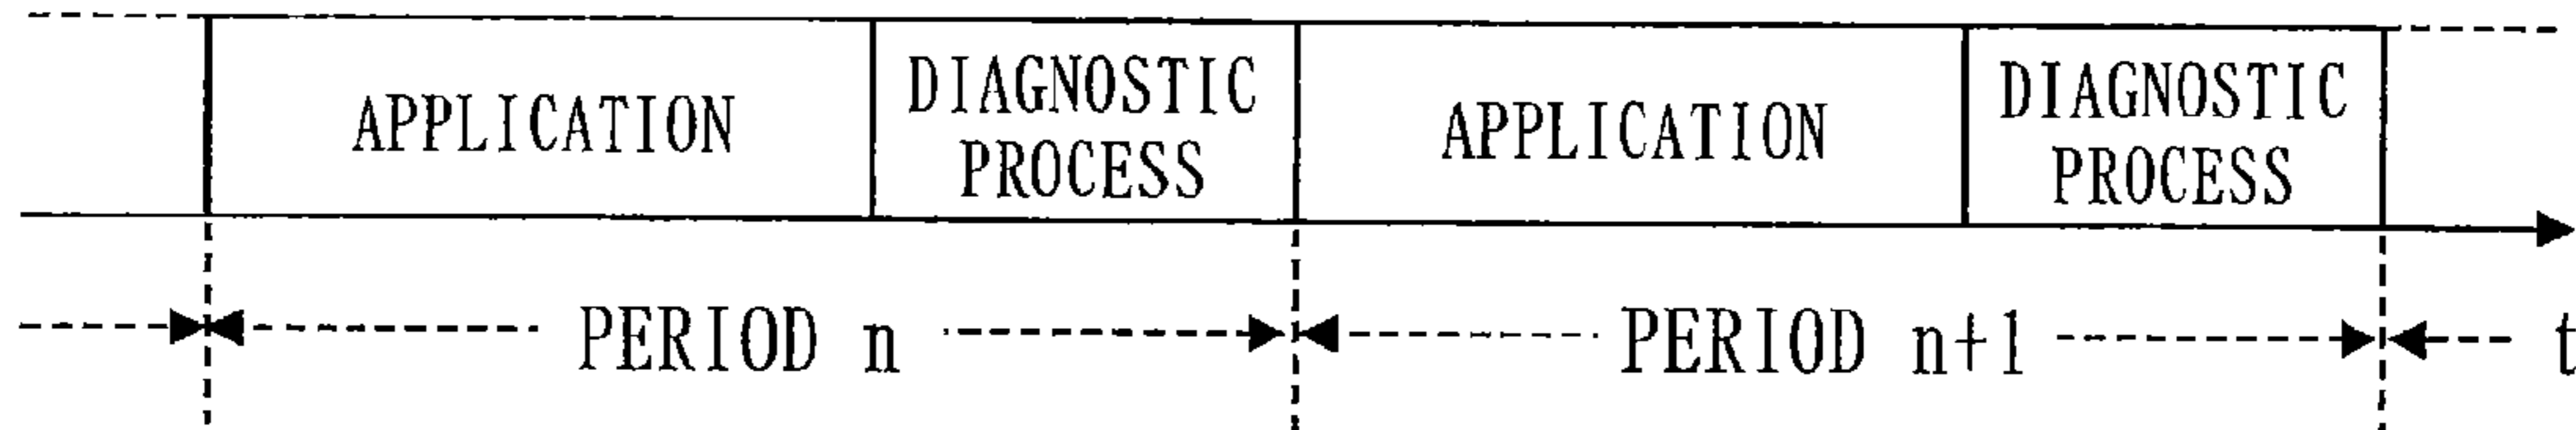 APPLICATION
DIAGNOSTIC
PROCESS
APPLICATION
DIAGNOSTIC
PROCESS
PERIOD n
PERIOD n+1
t